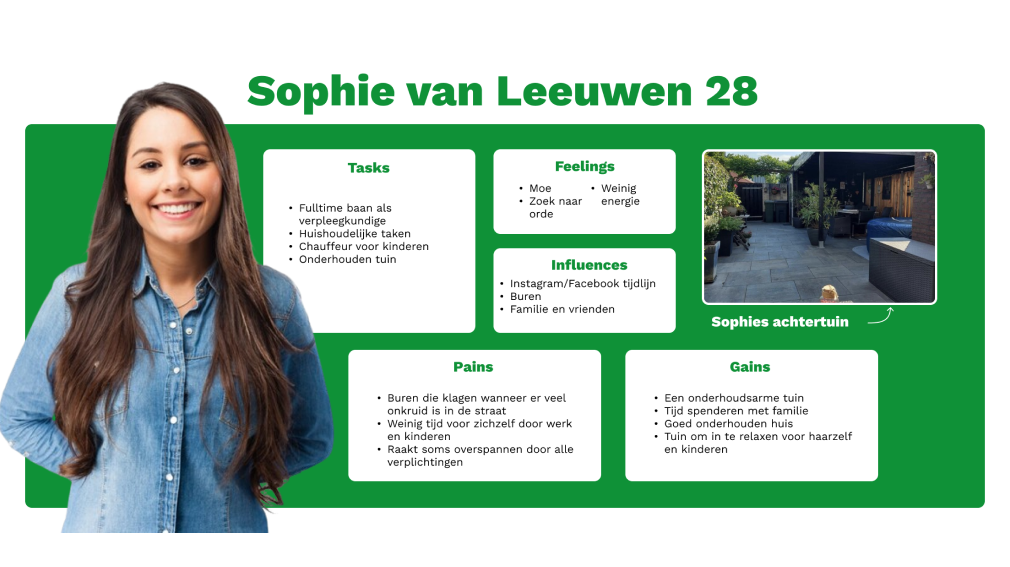 Sophie van Leeuwen 28
Tasks
• Fulltime baan als
verpleegkundige
• Huishoudelijke taken
• Chauffeur voor kinderen
• Onderhouden tuin
Feelings
• Moe
• Zoek naar
orde
• Weinig
energie
Influences
• Instagram/Facebook tijdlijn
• Buren
• Familie en vrienden
Sophies achtertuin
Pains
• Buren die klagen wanneer er veel
onkruid is in de straat
• Weinig tijd voor zichzelf door werk
en kinderen
• Raakt soms overspannen door alle
verplichtingen
Gains
• Een onderhoudsarme tuin
• Tijd spenderen met familie
• Goed onderhouden huis
• Tuin om in te relaxen voor haarzelf
en kinderen